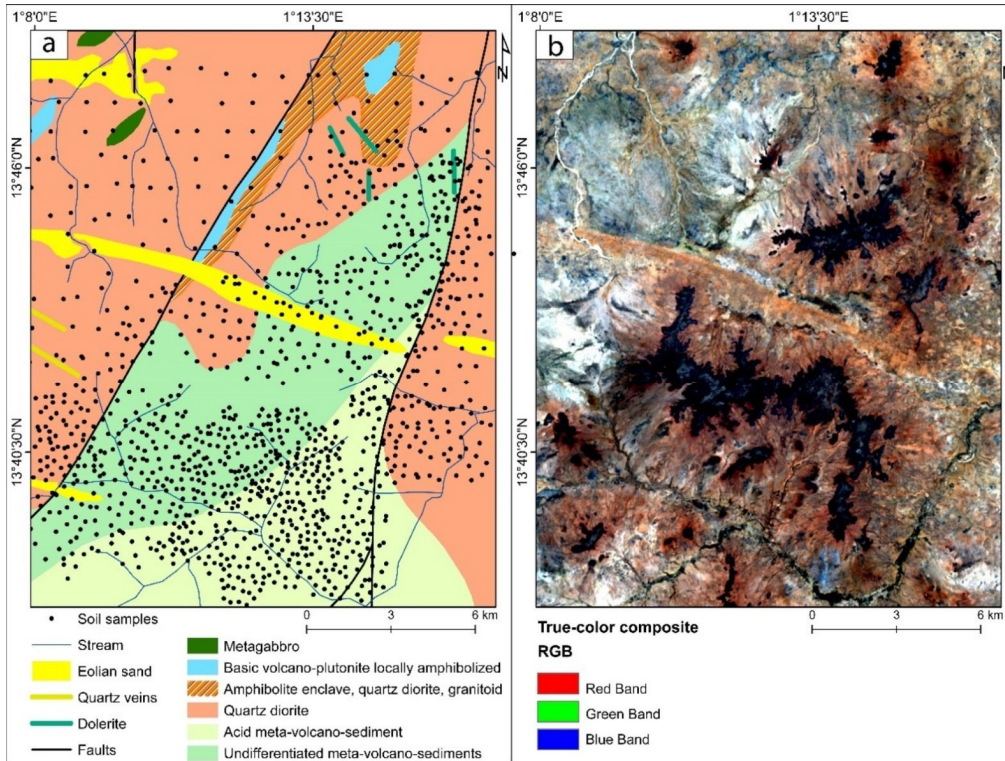 1°8'0"E
1°13'30"E
1°8'0"E
1°13'30"E
a
b
N
N
13°46'0"N
13°46'0"N
13°40'30"N
13°40'30"N
0 3 6 km
0 3 6 km
Soil samples
Stream
Eolian sand
Quartz veins
Dolerite
Faults
Metagabbro
Basic volcano-plutonite locally amphibolized
Amphibolite enclave, quartz diorite, granitoid
Quartz diorite
Acid meta-volcano-sediment
Undifferentiated meta-volcano-sediments
True-color composite
RGB
Red Band
Green Band
Blue Band